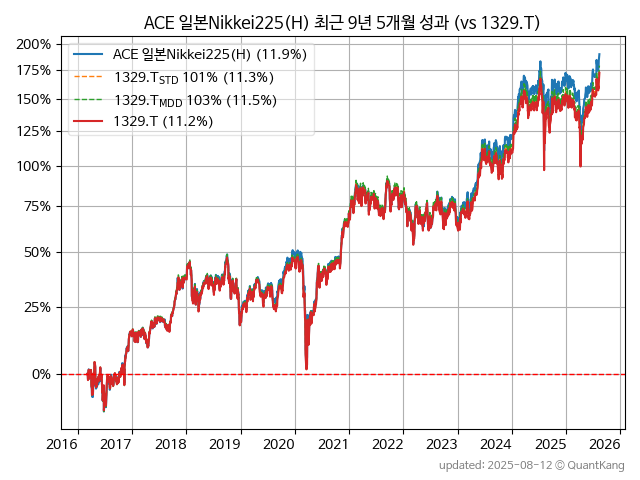 ACE 일본Nikkei225(H) 최근 9년 5개월 성과 (vs 1329.T)
200%
175%
150%
125%
100%
75%
50%
25%
0%
ACE 일본Nikkei225(H) (11.9%)
1329.TSTD 101% (11.3%)
1329.TMDD 103% (11.5%)
1329.T (11.2%)
2016 2017 2018 2019 2020 2021 2022 2023 2024 2025 2026
updated: 2025-08-12 © QuantKang